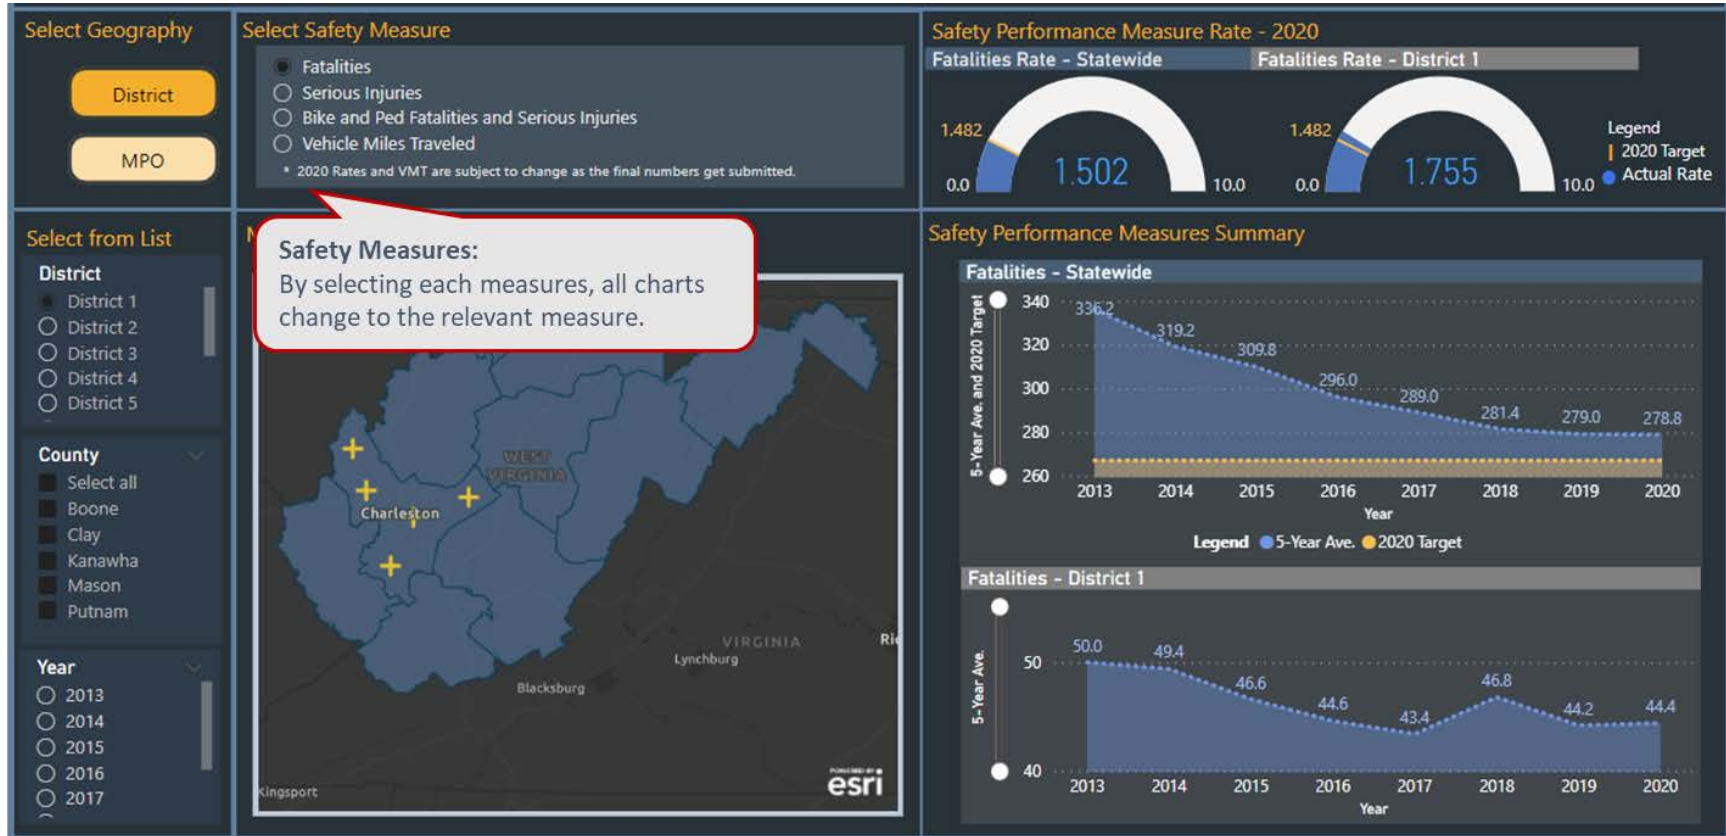 Select Geography
District
MPO
Select Safety Measure
Fatalities
Serious Injuries
Bike and Ped Fatalities and Serious Injuries
Vehicle Miles Traveled
* 2020 Rates and VMT are subject to change as the final numbers get submitted.
Safety Performance Measure Rate - 2020
Fatalities Rate - Statewide
1.482
1.502
0.0
10.0
Fatalities Rate - District 1
1.482
1.755
0.0
10.0
Legend
2020 Target
Actual Rate
Select from List
District
District 1
District 2
District 3
District 4
District 5
County
Select all
Boone
Clay
Kanawha
Mason
Putnam
Year
2013
2014
2015
2016
2017
Safety Measures:
By selecting each measures, all charts
change to the relevant measure.
WEST
VIRGINIA
Charleston
VIRGINIA
Lynchburg
Blacksburg
Kingsport
POWERED BY
esri
Safety Performance Measures Summary
Fatalities - Statewide
5-Year Ave. and 2020 Target
340
320
300
280
260
336.2
319.2
309.8
296.0
289.0
281.4
279.0
278.8
2013 2014 2015 2016 2017 2018 2019 2020
Year
Legend 5-Year Ave. 2020 Target
Fatalities - District 1
5-Year Ave.
50
40
50.0
49.4
46.6
44.6
43.4
46.8
44.2
44.4
2013 2014 2015 2016 2017 2018 2019 2020
Year